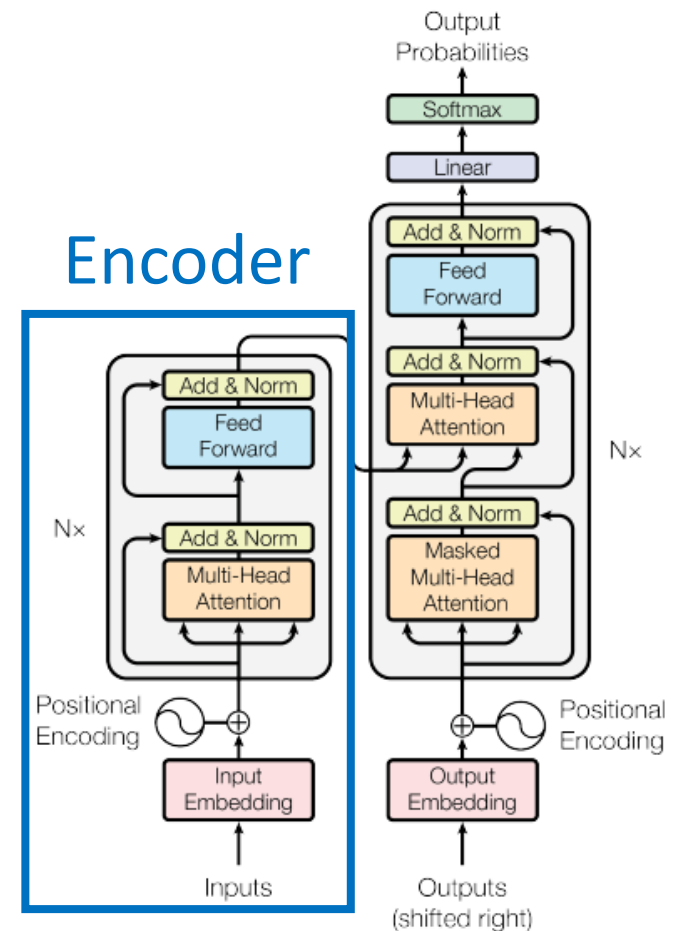 Output
Probabilities
Softmax
Linear
Add & Norm
Feed
Forward
Add & Norm
Multi-Head
Attention
Nx
Add & Norm
Masked
Multi-Head
Attention
Positional
Encoding
Output
Embedding
Outputs
(shifted right)
Encoder
Add & Norm
Feed
Forward
Nx
Add & Norm
Multi-Head
Attention
Positional
Encoding
Input
Embedding
Inputs